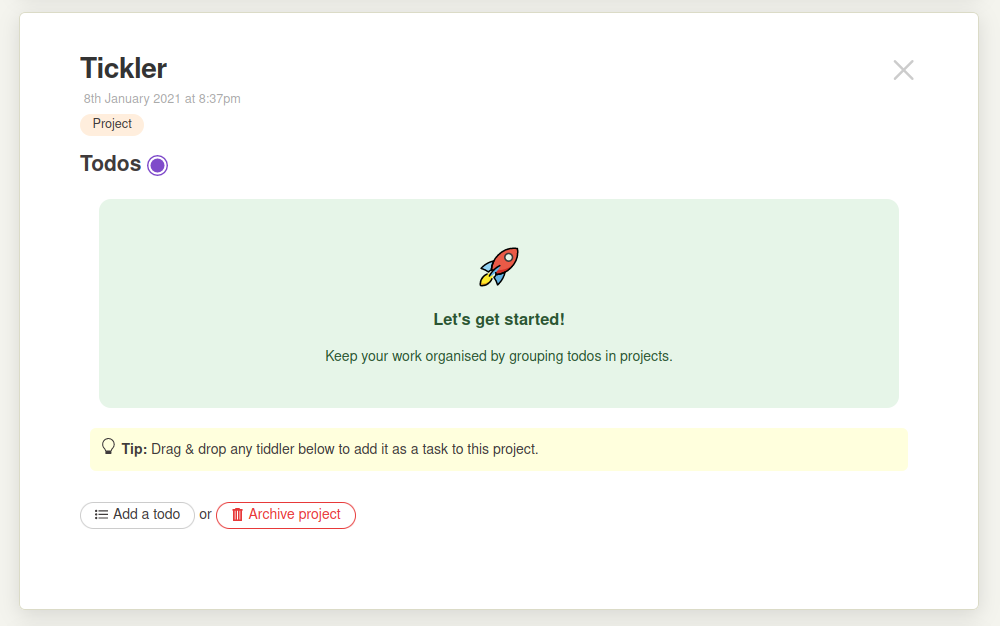 Tickler
8th January 2021 at 8:37pm
Project
Todos
Let's get started!
Keep your work organised by grouping todos in projects.
Tip: Drag & drop any tiddler below to add it as a task to this project.
Add a todo or Archive project